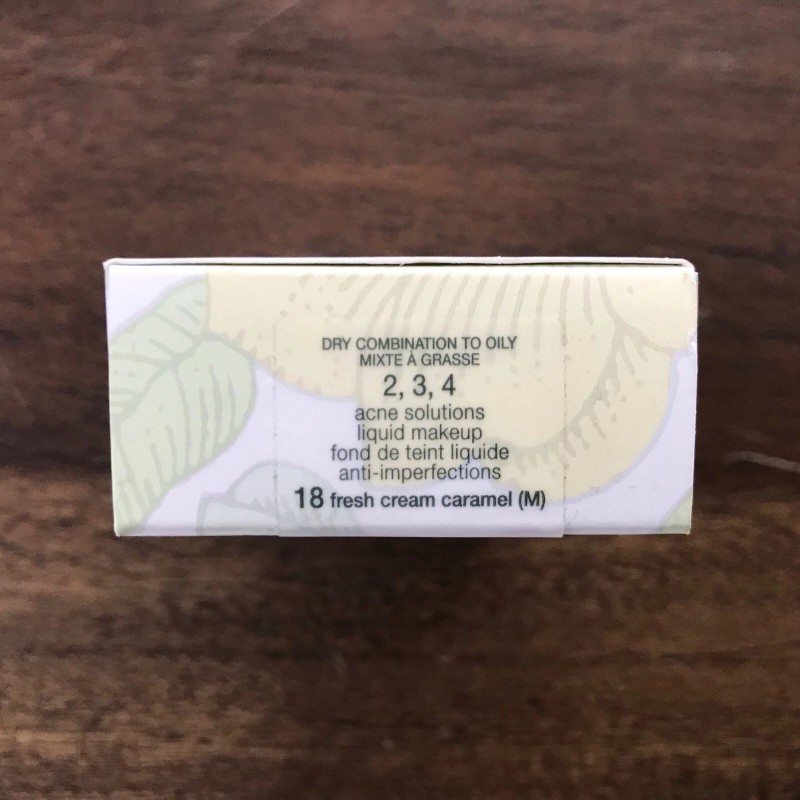 DRY COMBINATION TO OILY
MIXTE À GRASSE
2, 3, 4
acne solutions
liquid makeup
fond de teint liquide
anti-imperfections
18 fresh cream caramel (M)